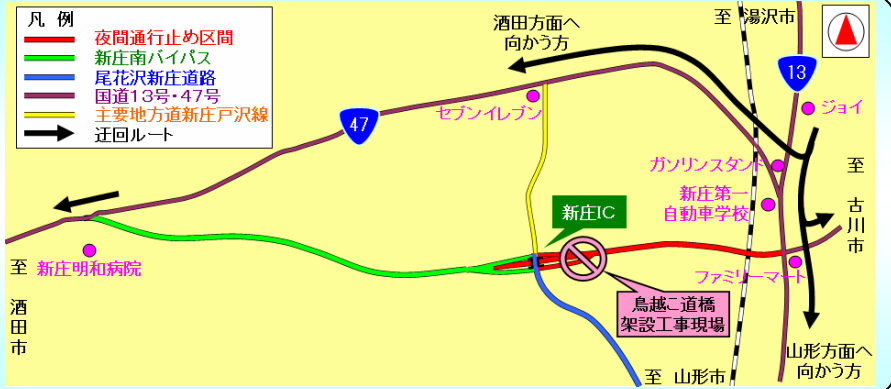 凡例
夜間通行止め区間
新庄南バイパス
尾花沢新庄道路
国道13号・47号
主要地方道新庄戸沢線
迂回ルート
至 湯沢市
酒田方面へ
向かう方
13
47
セブンイレブン
ジョイ
ガソリンスタンド
至 古川市
新庄第一
自動車学校
新庄IC
新庄明和病院
至 酒田市
ファミリーマート
鳥越こ道橋
架設工事現場
山形方面へ
向かう方
至 山形市